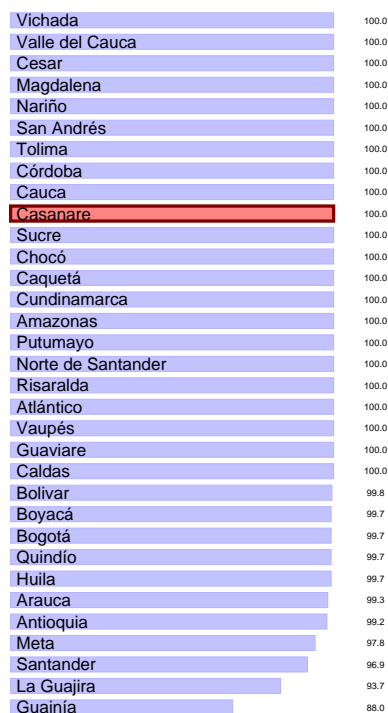 Vichada 100.0
Valle del Cauca 100.0
Cesar 100.0
Magdalena 100.0
Nariño 100.0
San Andrés 100.0
Tolima 100.0
Córdoba 100.0
Cauca 100.0
Casanare 100.0
Sucre 100.0
Chocó 100.0
Caquetá 100.0
Cundinamarca 100.0
Amazonas 100.0
Putumayo 100.0
Norte de Santander 100.0
Risaralda 100.0
Atlántico 100.0
Vaupés 100.0
Guaviare 100.0
Caldas 100.0
Bolivar 99.8
Boyacá 99.7
Bogotá 99.7
Quindío 99.7
Huila 99.7
Arauca 99.3
Antioquia 99.2
Meta 97.8
Santander 96.9
La Guajira 93.7
Guainía 88.0